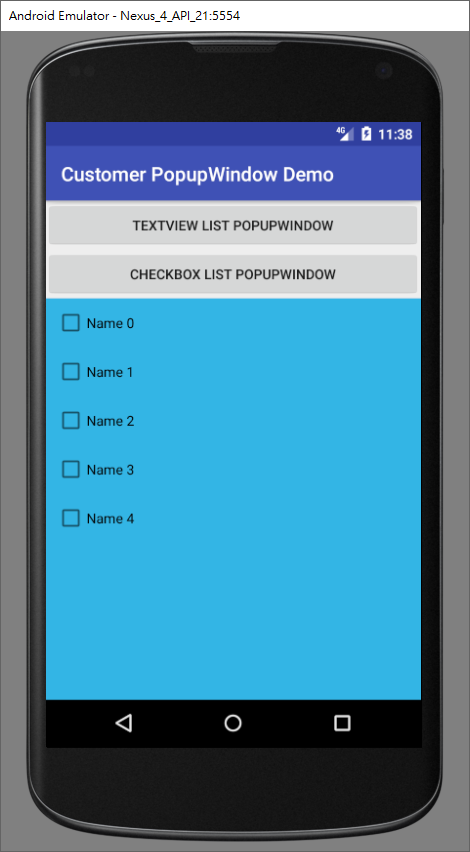 Android Emulator - Nexus_4_API_21:5554
4G 11:38
Customer PopupWindow Demo
TEXTVIEW LIST POPUPWINDOW
CHECKBOX LIST POPUPWINDOW
Name 0
Name 1
Name 2
Name 3
Name 4